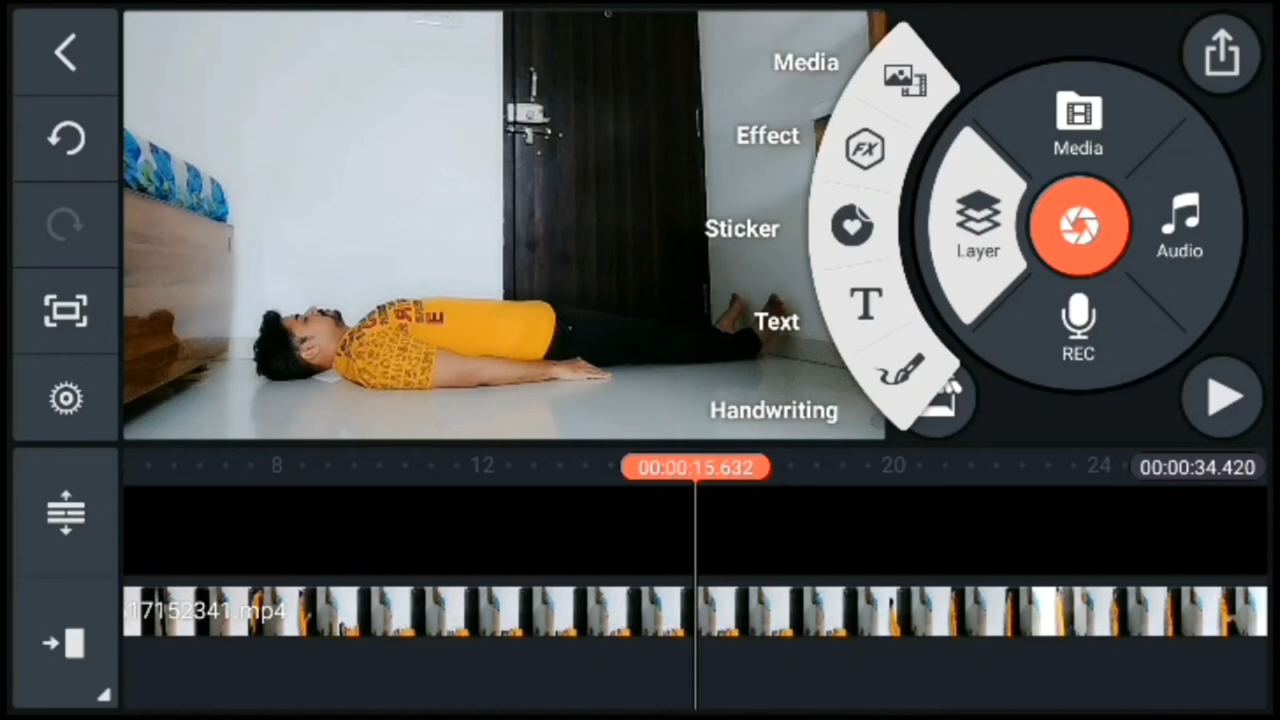 Media
Effect
Sticker
Text
Handwriting
FX
T
Media
Layer
Audio
REC
8
12
00:00:15.632
20
24
00:00:34.420
17152341.mp4